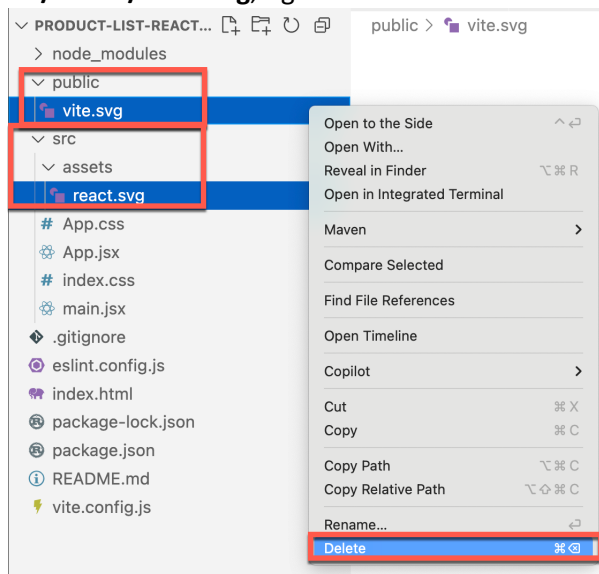 PRODUCT-LIST-REACT...
public > vite.svg
node_modules
public
vite.svg
src
assets
react.svg
# App.css
App.jsx
# index.css
main.jsx
.gitignore
eslint.config.js
index.html
package-lock.json
package.json
README.md
vite.config.js
Open to the Side ^ ⏎
Open With...
Reveal in Finder ⌥ ⌘ R
Open in Integrated Terminal
Maven >
Compare Selected
Find File References
Open Timeline
Copilot >
Cut ⌘ X
Copy ⌘ C
Copy Path ⌥ ⌘ C
Copy Relative Path ⌥ ⇧ ⌘ C
Rename... ⏎
Delete ⌘ ⌫